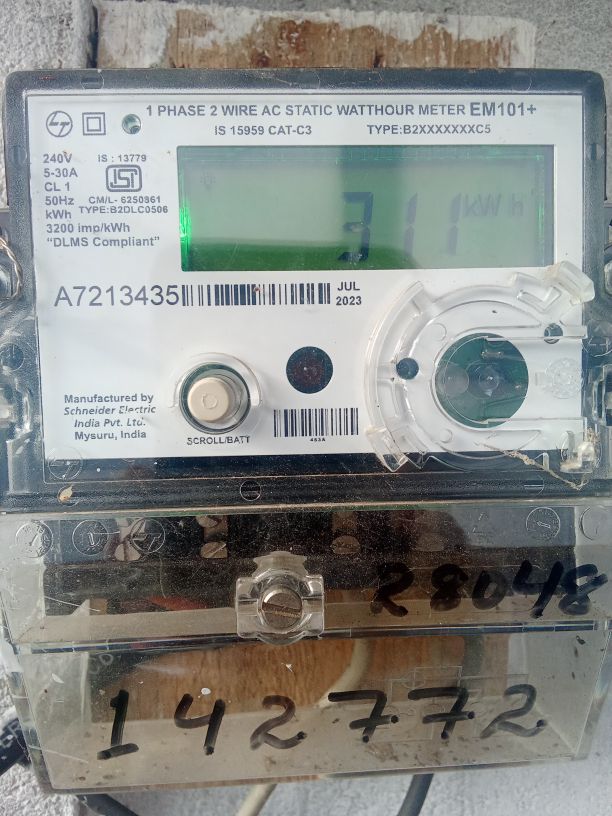 1 PHASE 2 WIRE AC STATIC WATTHOUR METER EM101+
IS 15959 CAT-C3 TYPE:B2XXXXXXXC5
240V IS : 13779
5-30A
CL 1
50Hz CM/L- 6250861
kWh TYPE:B2DLC0506
3200 imp/kWh
"DLMS Compliant"
ISI
311 kWh
A7213435
JUL
2023
Manufactured by
Schneider Electric
India Pvt. Ltd.
Mysuru, India
SCROLL/BATT
R8048
142772